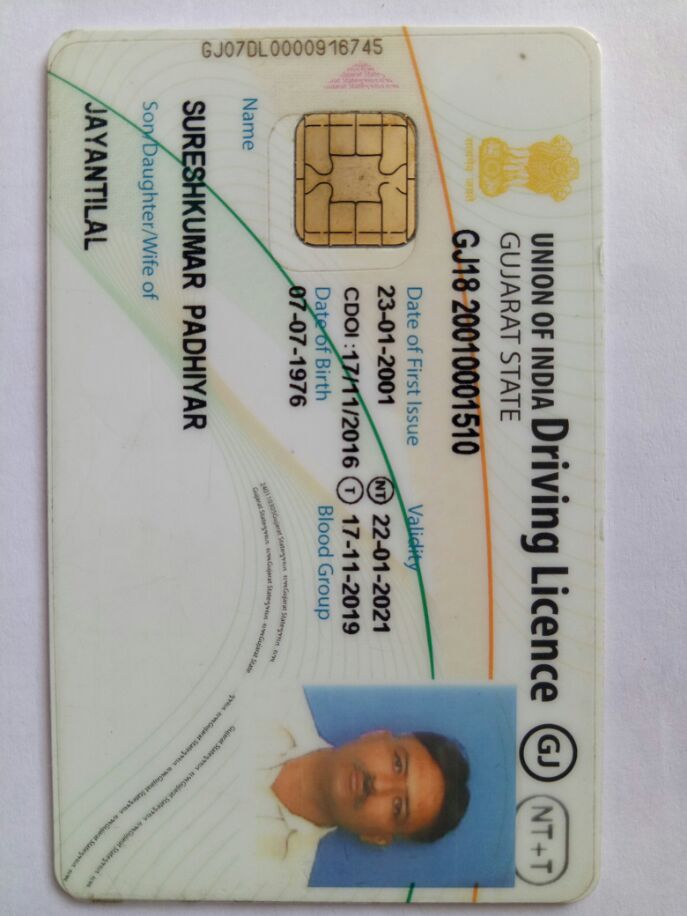 UNION OF INDIA Driving Licence GJ NT+T
GUJARAT STATE
GJ18 20010001510
Date of First Issue Validity
23-01-2001 NT 22-01-2021
CDOI :17/11/2016 T 17-11-2019
Date of Birth Blood Group
07-07-1976
Name
SURESHKUMAR PADHIYAR
Son/Daughter/Wife of
JAYANTILAL
GJ07DL0000916745